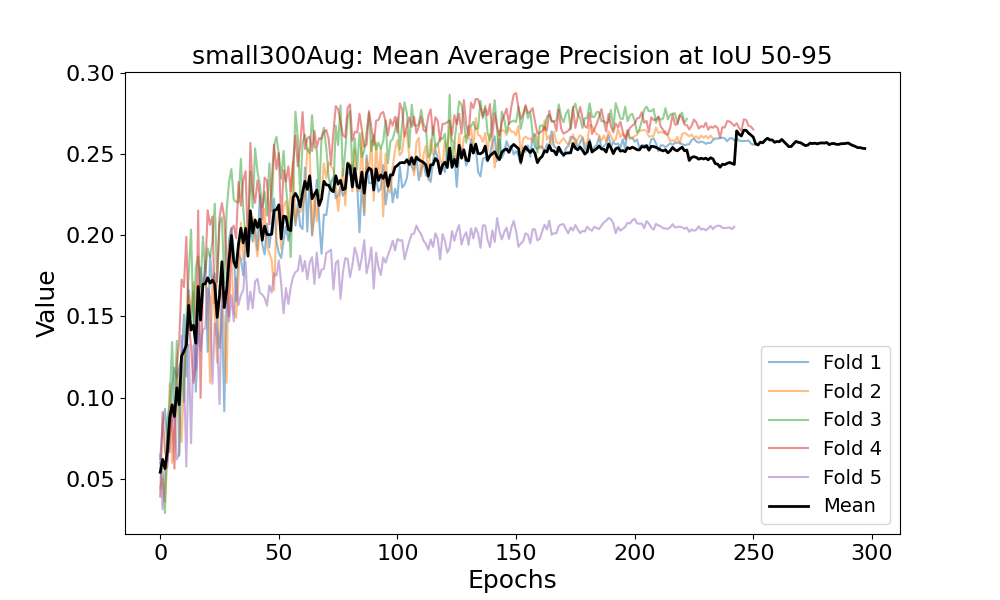 small300Aug: Mean Average Precision at IoU 50-95
0.30
0.25
0.20
0.15
0.10
0.05
Value
0 50 100 150 200 250 300
Epochs
Fold 1
Fold 2
Fold 3
Fold 4
Fold 5
Mean